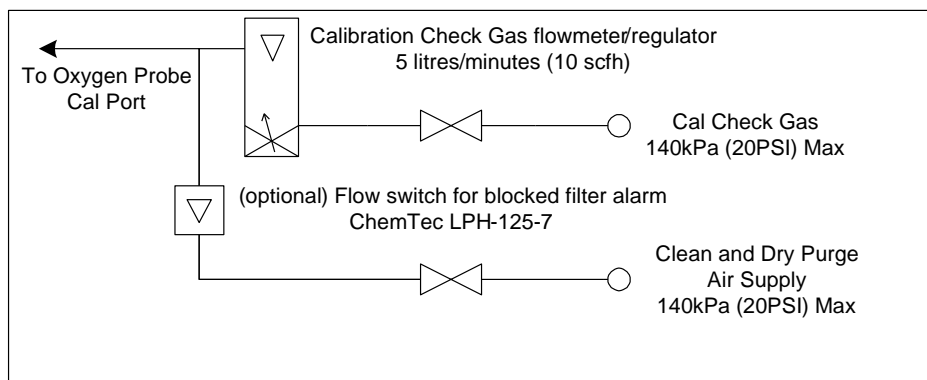 Calibration Check Gas flowmeter/regulator
5 litres/minutes (10 scfh)
To Oxygen Probe
Cal Port
Cal Check Gas
140kPa (20PSI) Max
(optional) Flow switch for blocked filter alarm
ChemTec LPH-125-7
Clean and Dry Purge
Air Supply
140kPa (20PSI) Max